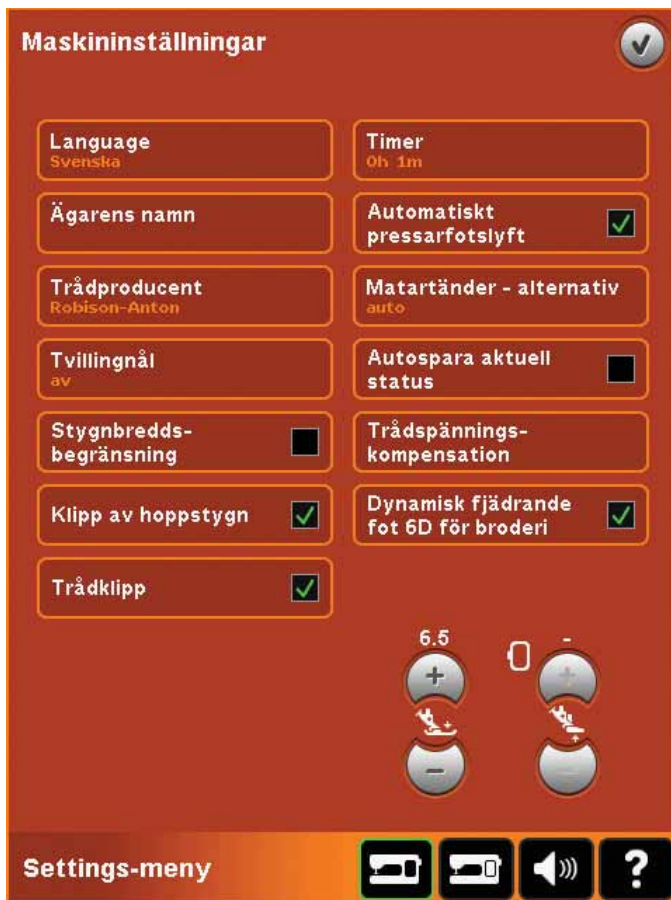 Maskininställningar
Language
Svenska
Timer
0h 1m
Ägarens namn
Automatiskt
pressarfotslyft
Trådproducent
Robison-Anton
Matartänder - alternativ
auto
Tvillingnål
av
Autospara aktuell
status
Stygnbredds-
begränsning
Trådspännings-
kompensation
Klipp av hoppstygn
Dynamisk fjädrande
fot 6D för broderi
Trådklipp
6.5
-
+
+
-
-
Settings-meny
?